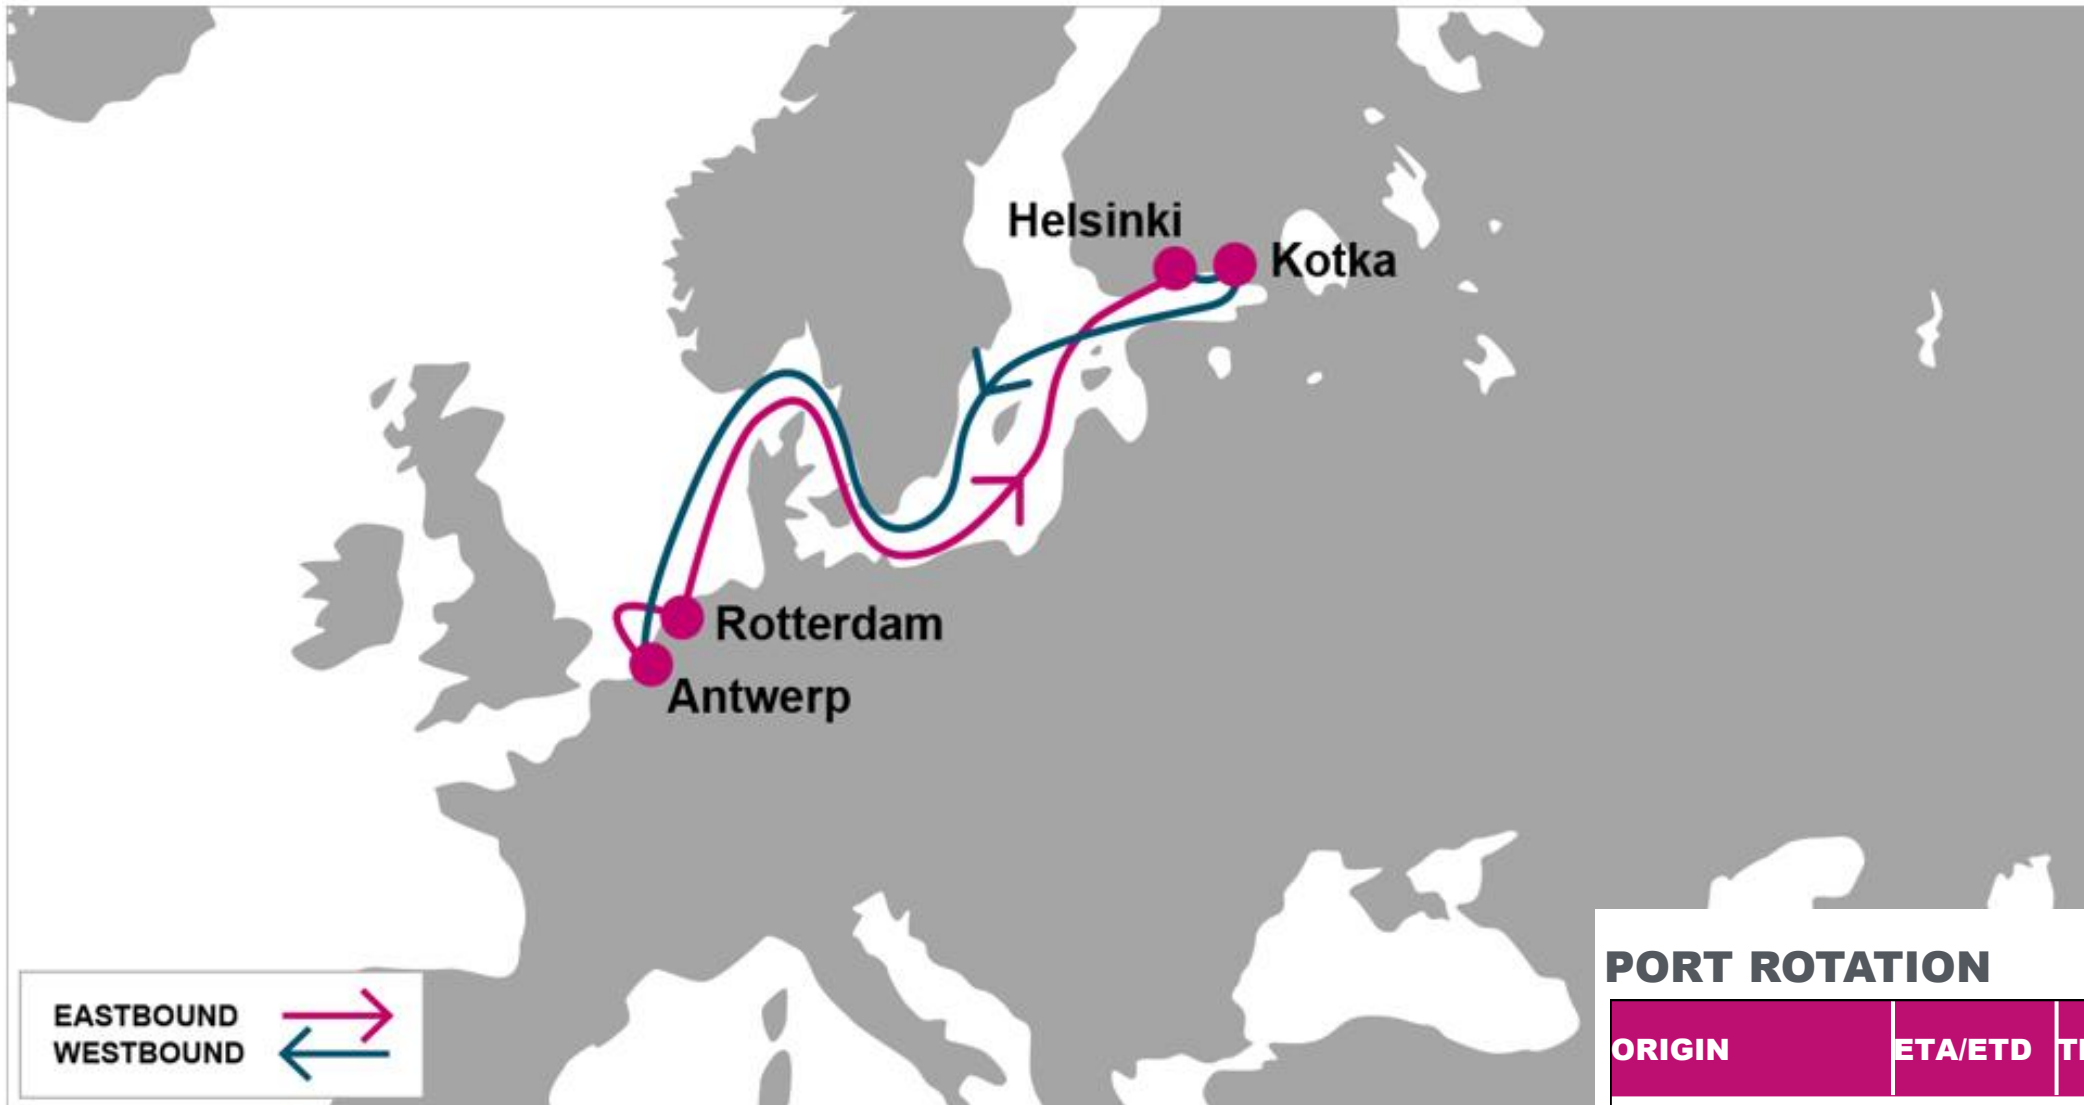 Helsinki
Kotka
Rotterdam
Antwerp
EASTBOUND
WESTBOUND
PORT ROTATION
ORIGIN ETA/ETD